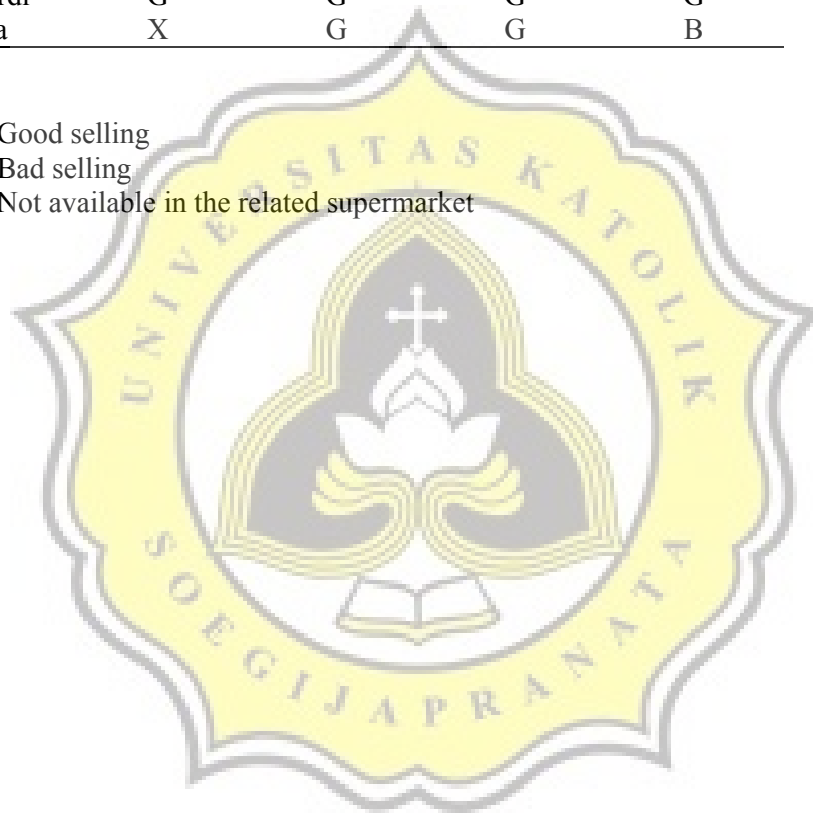 G G G G
a X G G B
Good selling
Bad selling
Not available in the related supermarket
UNIVERSITAS KATOLIK
SOEGIJAPRANATA